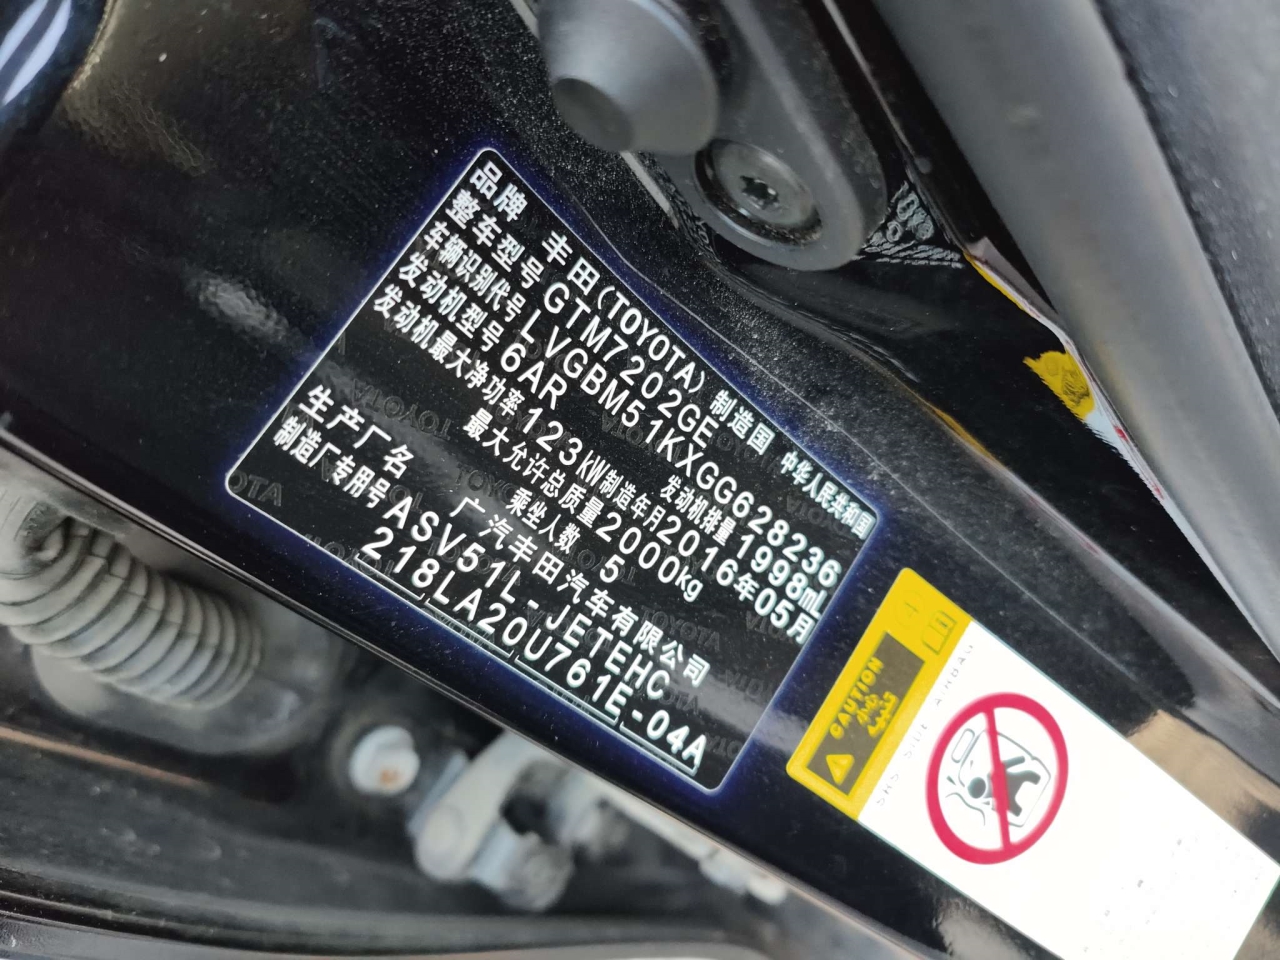 品牌 丰田(TOYOTA) 制造国 中华人民共和国
整车型号 GTM7202GE
车辆识别代号 LVGBM51KXGG628236
发动机型号 6AR 发动机排量 1998mL
发动机最大净功率 123kW 制造年月 2016年05月
最大允许总质量 2000kg
乘坐人数 5
生产厂名 广汽丰田汽车有限公司
制造厂专用号 ASV51L-JETEHC
218LA20U761E-04A
CAUTION
SRS SIDE AIRBAG